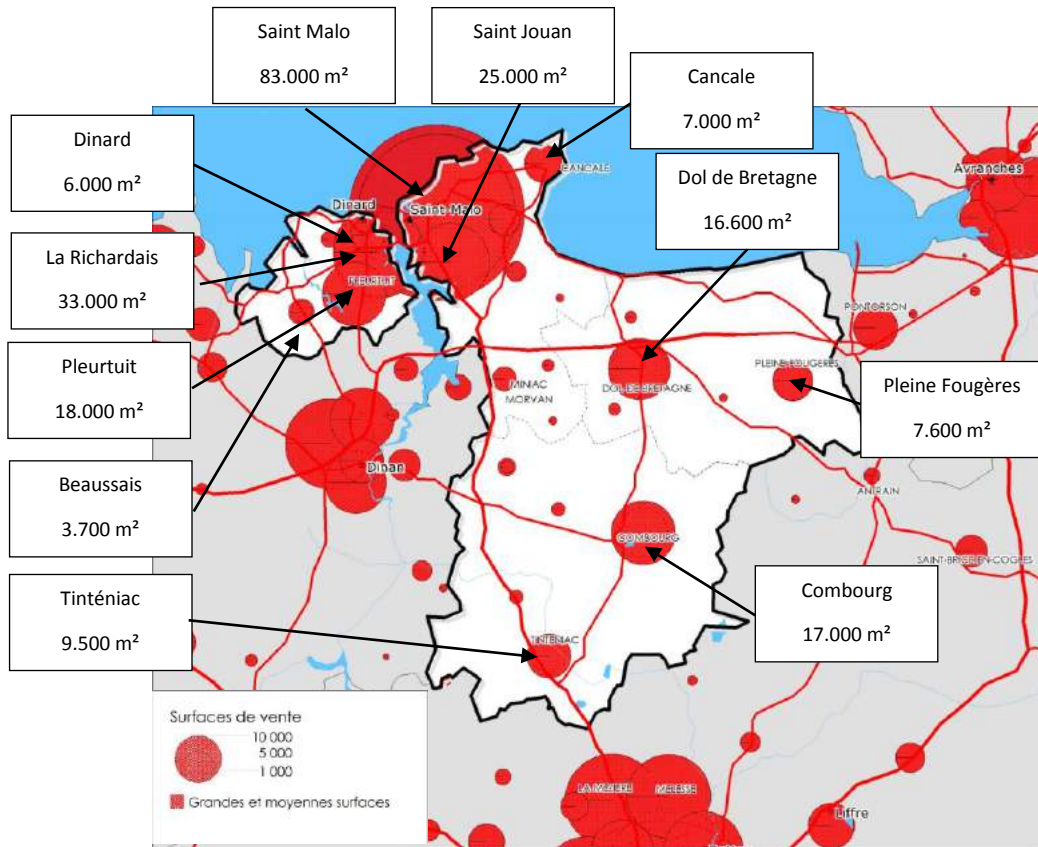 Saint Malo
83.000 m²
Saint Jouan
25.000 m²
Cancale
7.000 m²
Dinard
6.000 m²
Dol de Bretagne
16.600 m²
La Richardais
33.000 m²
Pleurtuit
18.000 m²
Pleine Fougères
7.600 m²
Beaussais
3.700 m²
Tinténiac
9.500 m²
Combourg
17.000 m²
CANCALE
Avranches
Dinard
Saint-Malo
PLEURTUIT
PONTORSON
PLEINE-FOUGERES
MINIAC
MORVAN
DOL-DE-BRETAGNE
Dinan
ANTRAIN
COMBOURG
SAINT-BRICE-EN-COGLES
TINTENIAC
LA MEZIERE
MELESSE
Liffre
Surfaces de vente
10 000
5 000
1 000
Grandes et moyennes surfaces